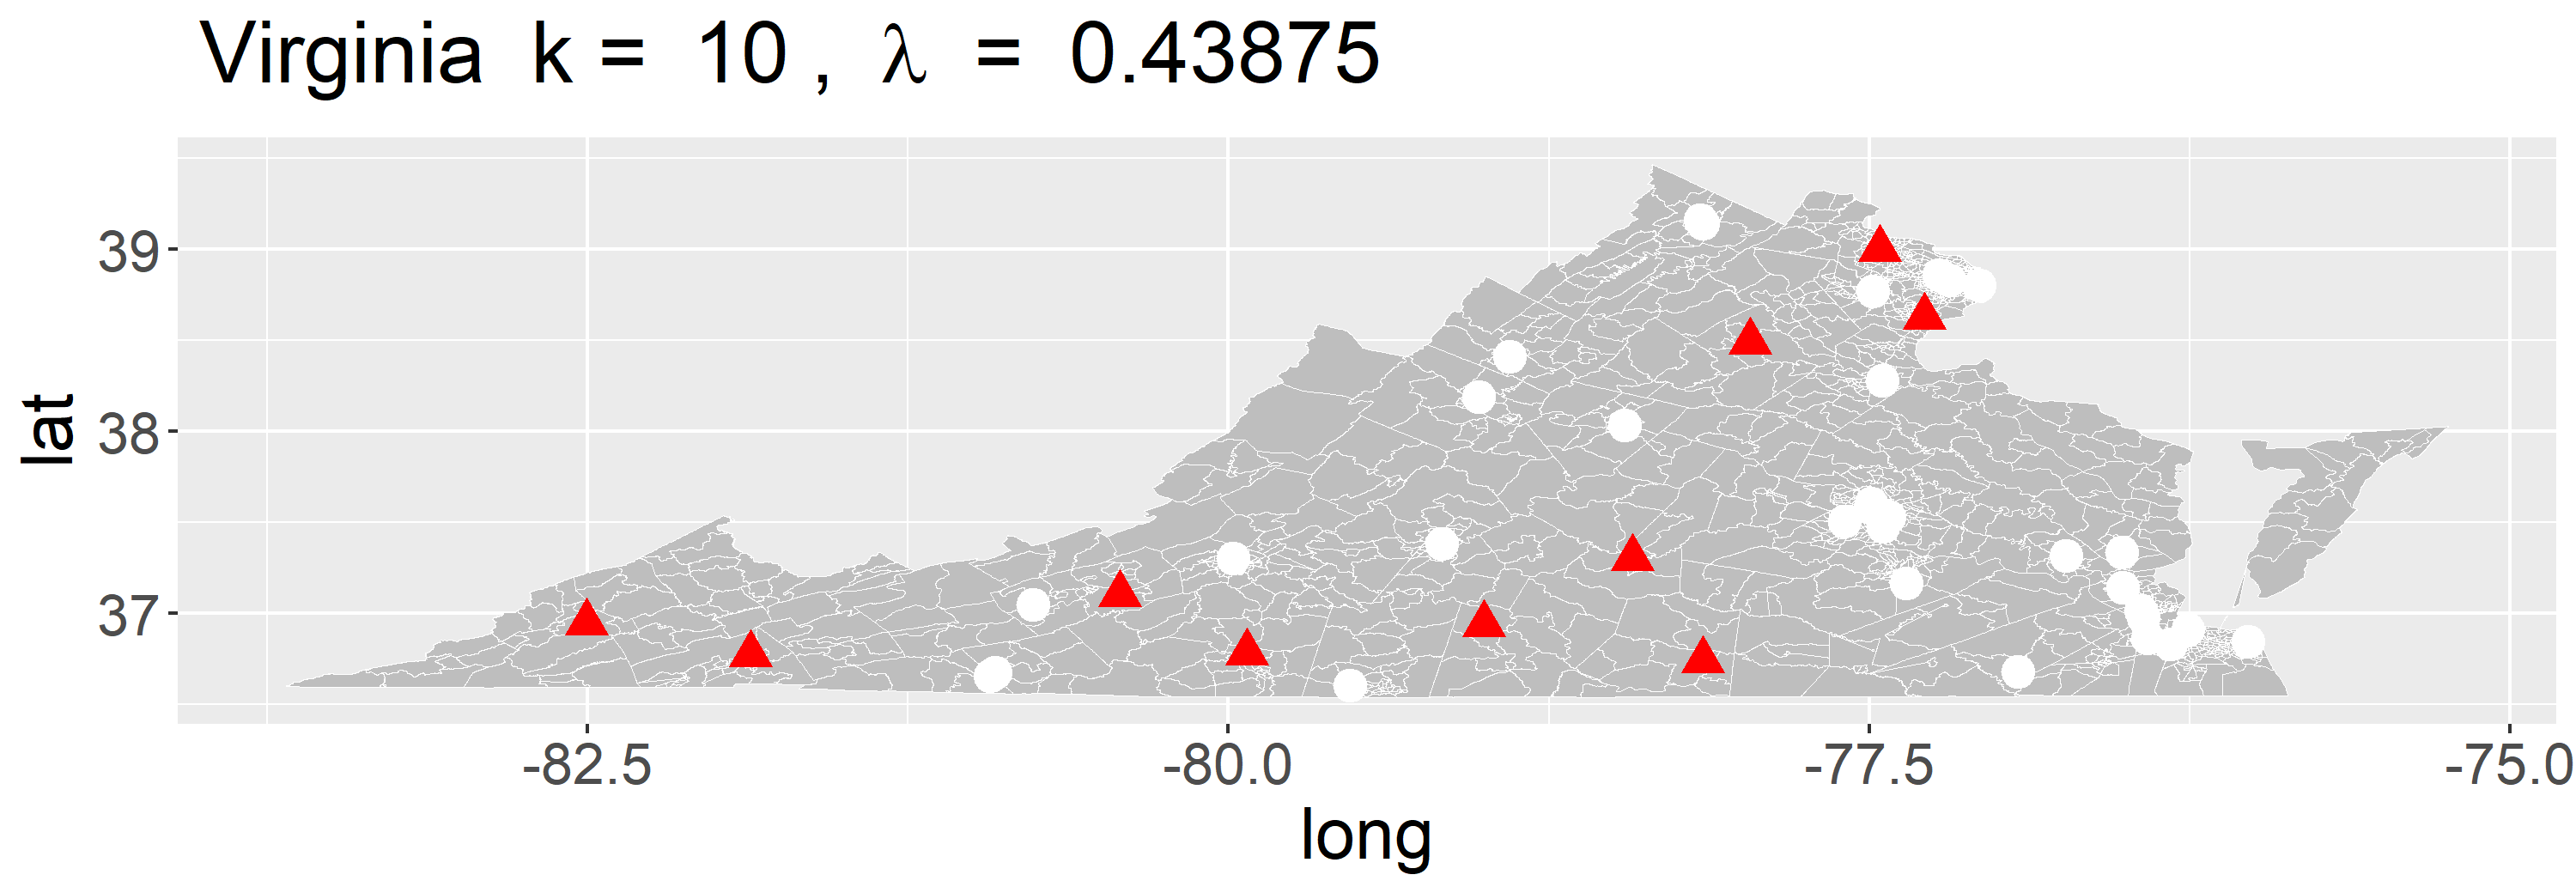 Virginia k = 10 , λ = 0.43875
39
38
37
lat
-82.5 -80.0 -77.5 -75.0
long